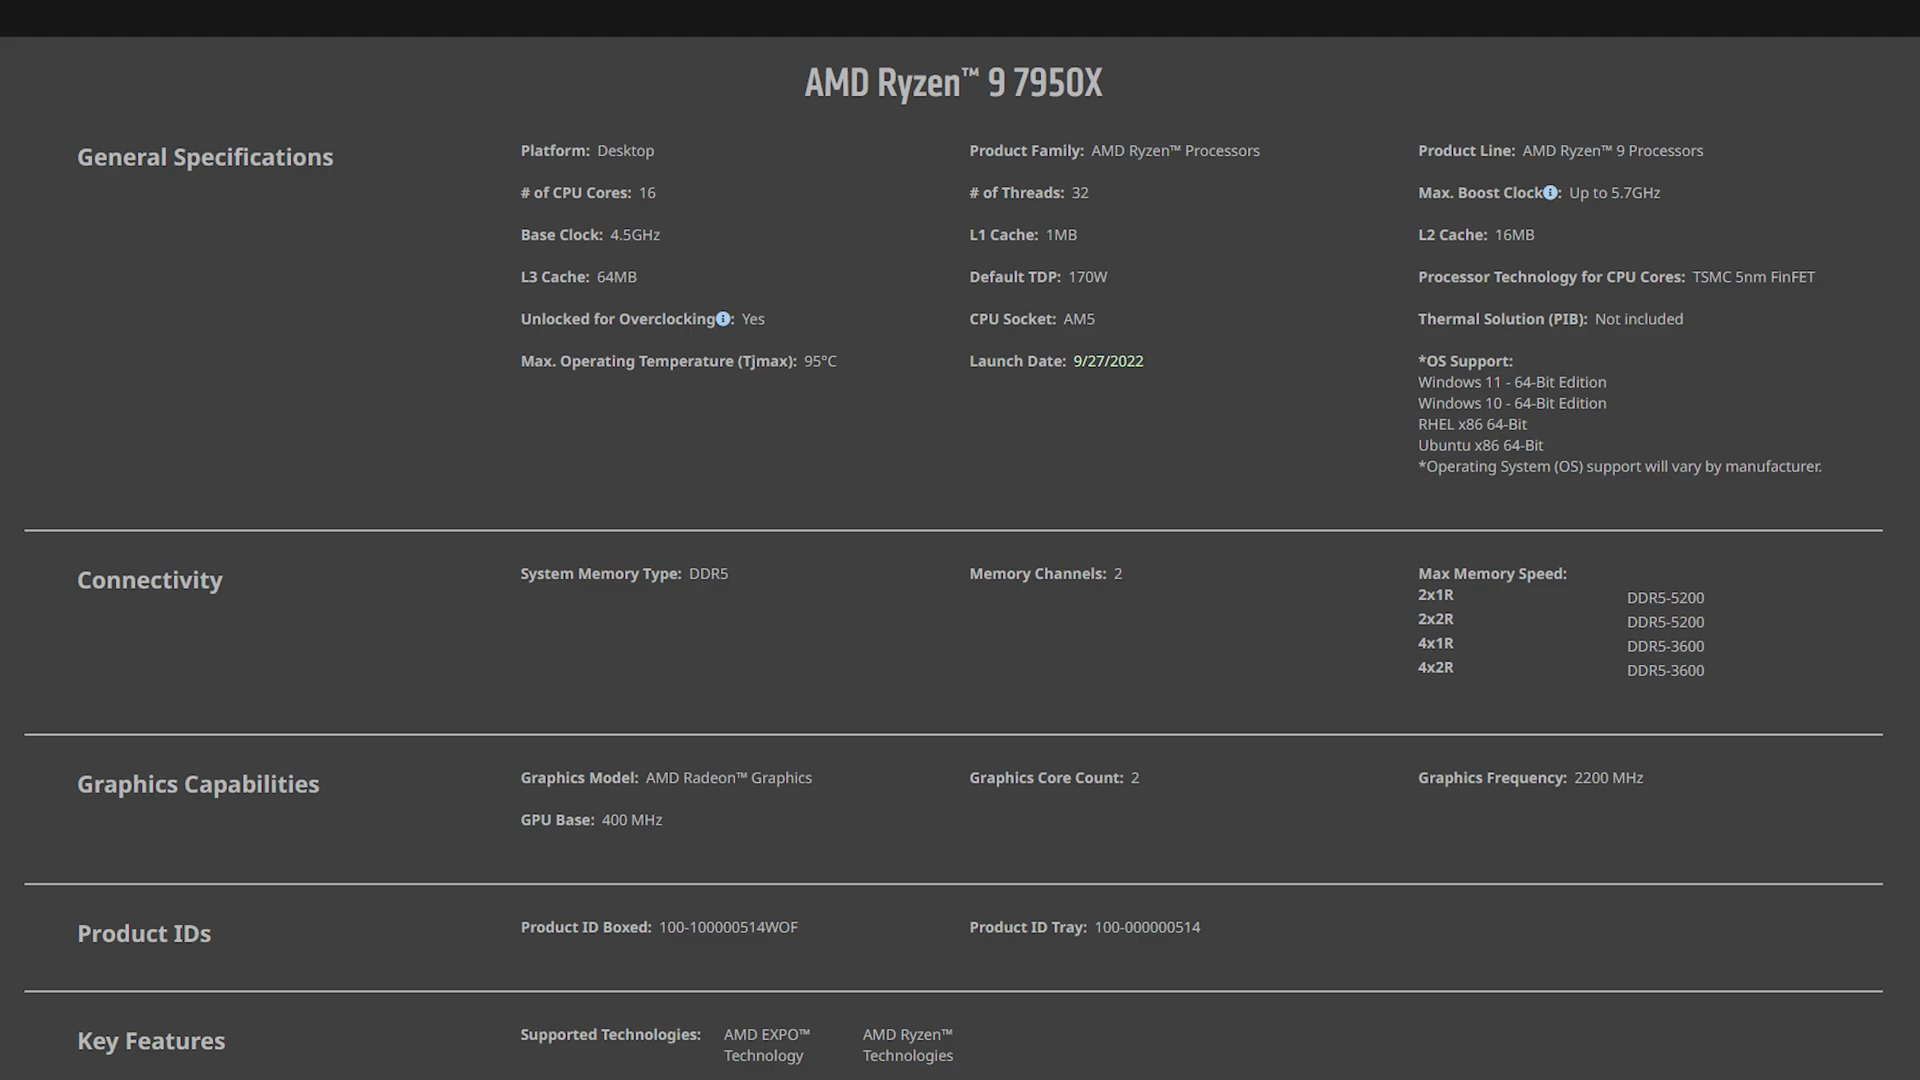 AMD Ryzen™ 9 7950X
General Specifications
Platform: Desktop
Product Family: AMD Ryzen™ Processors
Product Line: AMD Ryzen™ 9 Processors
# of CPU Cores: 16
# of Threads: 32
Max. Boost Clock: Up to 5.7GHz
Base Clock: 4.5GHz
L1 Cache: 1MB
L2 Cache: 16MB
L3 Cache: 64MB
Default TDP: 170W
Processor Technology for CPU Cores: TSMC 5nm FinFET
Unlocked for Overclocking: Yes
CPU Socket: AM5
Thermal Solution (PIB): Not included
Max. Operating Temperature (Tjmax): 95°C
Launch Date: 9/27/2022
*OS Support:
Windows 11 - 64-Bit Edition
Windows 10 - 64-Bit Edition
RHEL x86 64-Bit
Ubuntu x86 64-Bit
*Operating System (OS) support will vary by manufacturer.
Connectivity
System Memory Type: DDR5
Memory Channels: 2
Max Memory Speed:
2x1R DDR5-5200
2x2R DDR5-5200
4x1R DDR5-3600
4x2R DDR5-3600
Graphics Capabilities
Graphics Model: AMD Radeon™ Graphics
Graphics Core Count: 2
Graphics Frequency: 2200 MHz
GPU Base: 400 MHz
Product IDs
Product ID Boxed: 100-100000514WOF
Product ID Tray: 100-000000514
Key Features
Supported Technologies:
AMD EXPO™
Technology
AMD Ryzen™
Technologies